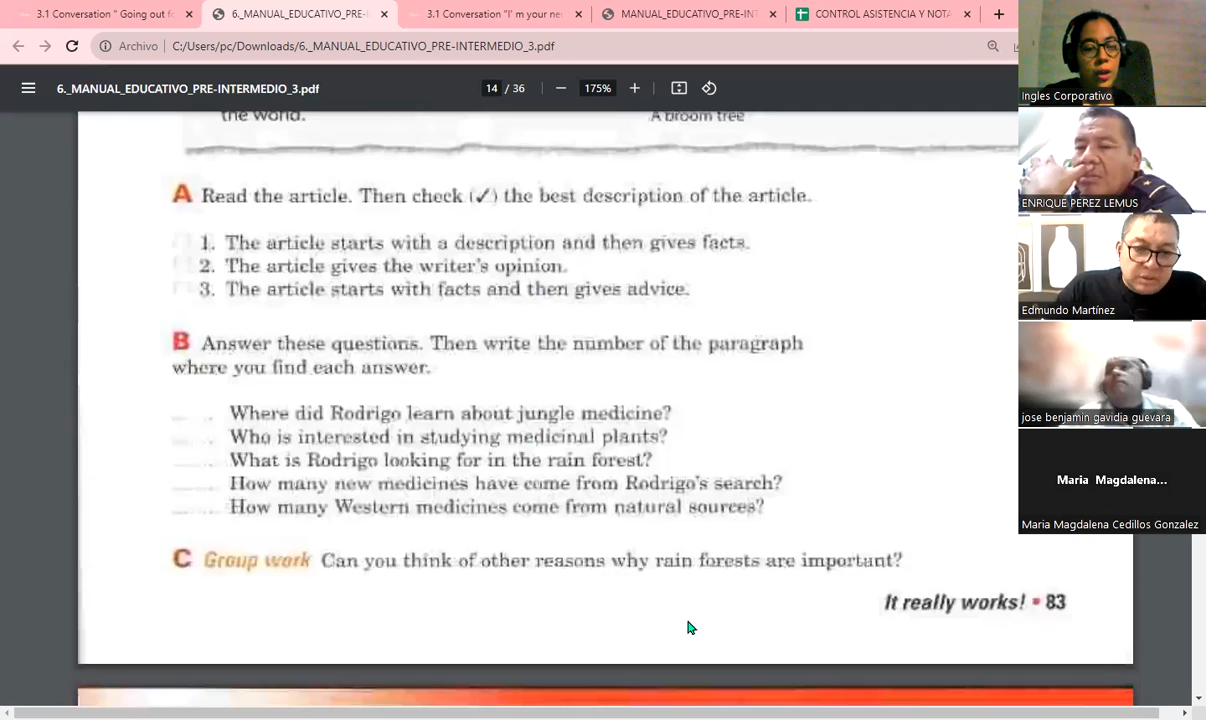 3.1 Conversation " Going out fo
6._MANUAL_EDUCATIVO_PRE-
3.1 Conversation "I' m your ne
MANUAL_EDUCATIVO_PRE-INT
CONTROL ASISTENCIA Y NOTA
Archivo
C:/Users/pc/Downloads/6._MANUAL_EDUCATIVO_PRE-INTERMEDIO_3.pdf
6._MANUAL_EDUCATIVO_PRE-INTERMEDIO_3.pdf
14 / 36
175%
the world.
A broom tree
A Read the article. Then check (✓) the best description of the article.
1. The article starts with a description and then gives facts.
2. The article gives the writer's opinion.
3. The article starts with facts and then gives advice.
B Answer these questions. Then write the number of the paragraph
where you find each answer.
Where did Rodrigo learn about jungle medicine?
Who is interested in studying medicinal plants?
What is Rodrigo looking for in the rain forest?
How many new medicines have come from Rodrigo's search?
How many Western medicines come from natural sources?
C Group work Can you think of other reasons why rain forests are important?
It really works! • 83
Ingles Corporativo
ENRIQUE PEREZ LEMUS
Edmundo Martínez
jose benjamin gavidia guevara
Maria Magdalena...
Maria Magdalena Cedillos Gonzalez